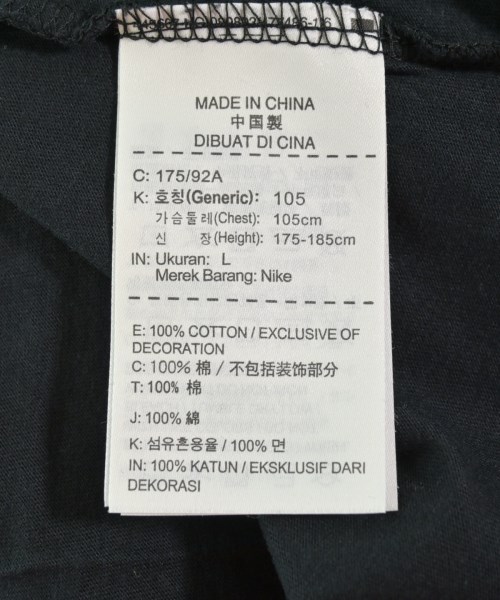 MADE IN CHINA
中国製
DIBUAT DI CINA
C: 175/92A
K: 호칭(Generic): 105
가슴둘레(Chest): 105cm
신 장(Height): 175-185cm
IN: Ukuran: L
Merek Barang: Nike
E: 100% COTTON / EXCLUSIVE OF
DECORATION
C: 100% 棉 / 不包括装饰部分
T: 100% 棉
J: 100% 綿
K: 섬유혼용율 / 100% 면
IN: 100% KATUN / EKSKLUSIF DARI
DEKORASI